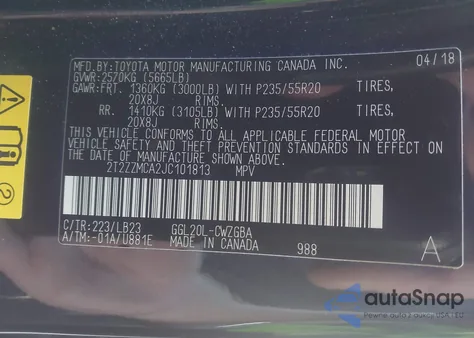 MFD.BY:TOYOTA MOTOR MANUFACTURING CANADA INC. 04/18
GVWR:2570KG (5665LB)
GAWR:FRT. 1360KG (3000LB) WITH P235/55R20 TIRES,
20X8J RIMS.
RR. 1410KG (3105LB) WITH P235/55R20 TIRES,
20X8J RIMS.
THIS VEHICLE CONFORMS TO ALL APPLICABLE FEDERAL MOTOR
VEHICLE SAFETY AND THEFT PREVENTION STANDARDS IN EFFECT
ON THE DATE OF MANUFACTURE SHOWN ABOVE.
2T2ZZMCA2JC101813 MPV
C/TR:223/LB23 GGL20L-CWZGBA
A/TM:-01A/U881E MADE IN CANADA 988 A
autoSnap